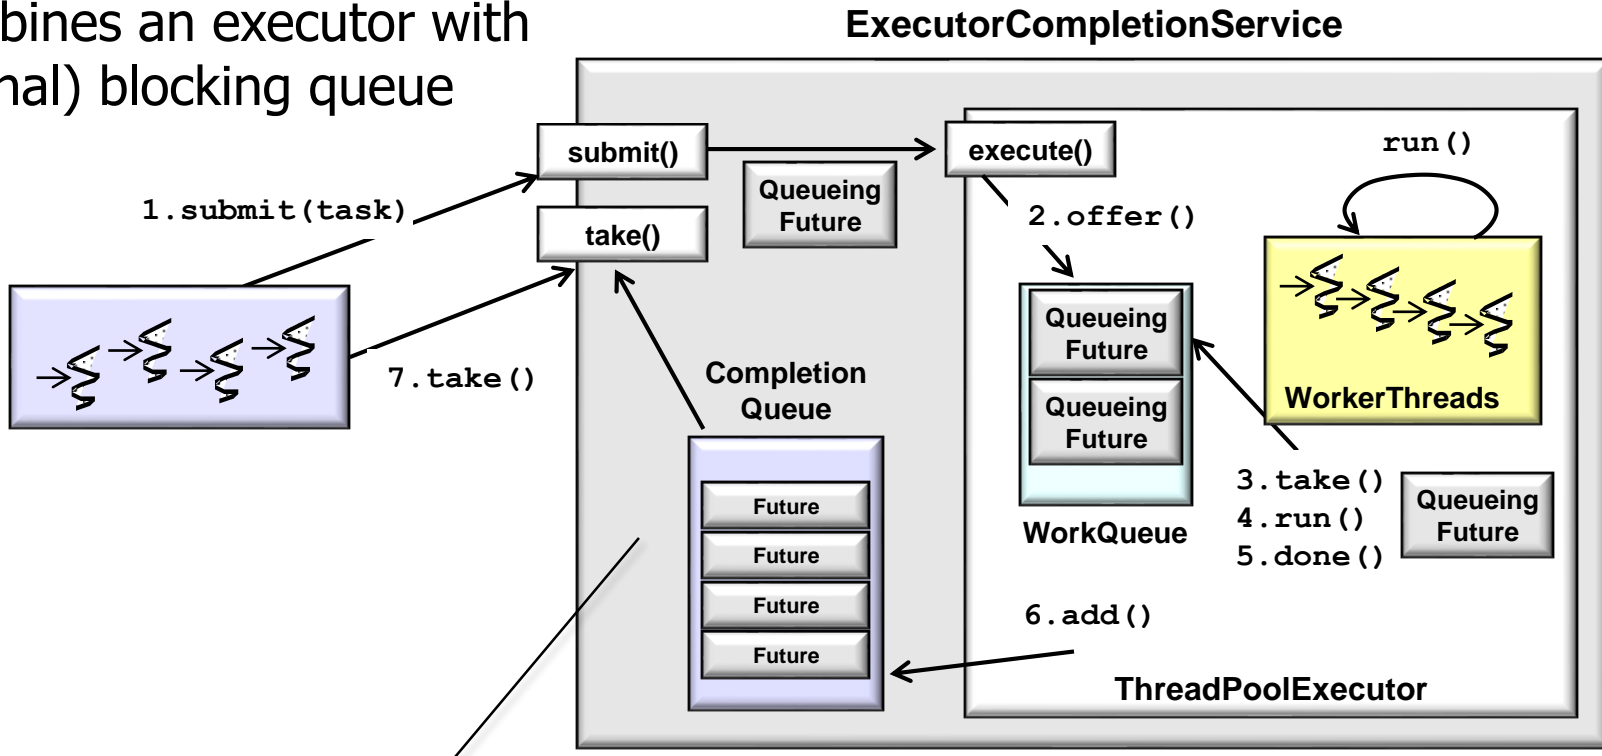 bines an executor with
nal) blocking queue
ExecutorCompletionService
submit()
execute()
run()
Queueing
Future
1.submit(task)
take()
2.offer()
Queueing
Future
7.take()
Completion
Queue
Queueing
Future
WorkerThreads
Future
Future
Future
Future
WorkQueue
3.take()
4.run()
5.done()
Queueing
Future
6.add()
ThreadPoolExecutor